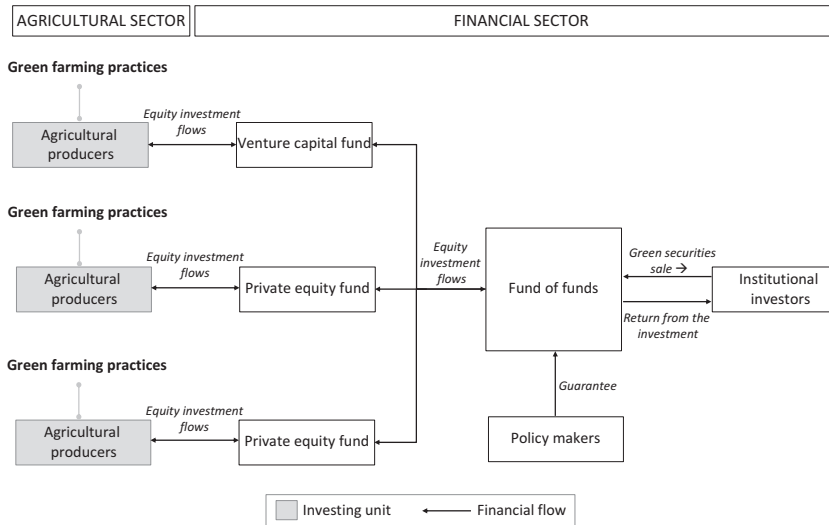 AGRICULTURAL SECTOR
FINANCIAL SECTOR
Green farming practices
Equity investment
flows
Agricultural
producers
Venture capital fund
Green farming practices
Equity investment
flows
Agricultural
producers
Private equity fund
Equity
investment
flows
Fund of funds
Green securities
sale →
Institutional
investors
Return from the
investment
Green farming practices
Equity investment
flows
Agricultural
producers
Private equity fund
Guarantee
Policy makers
Investing unit
Financial flow